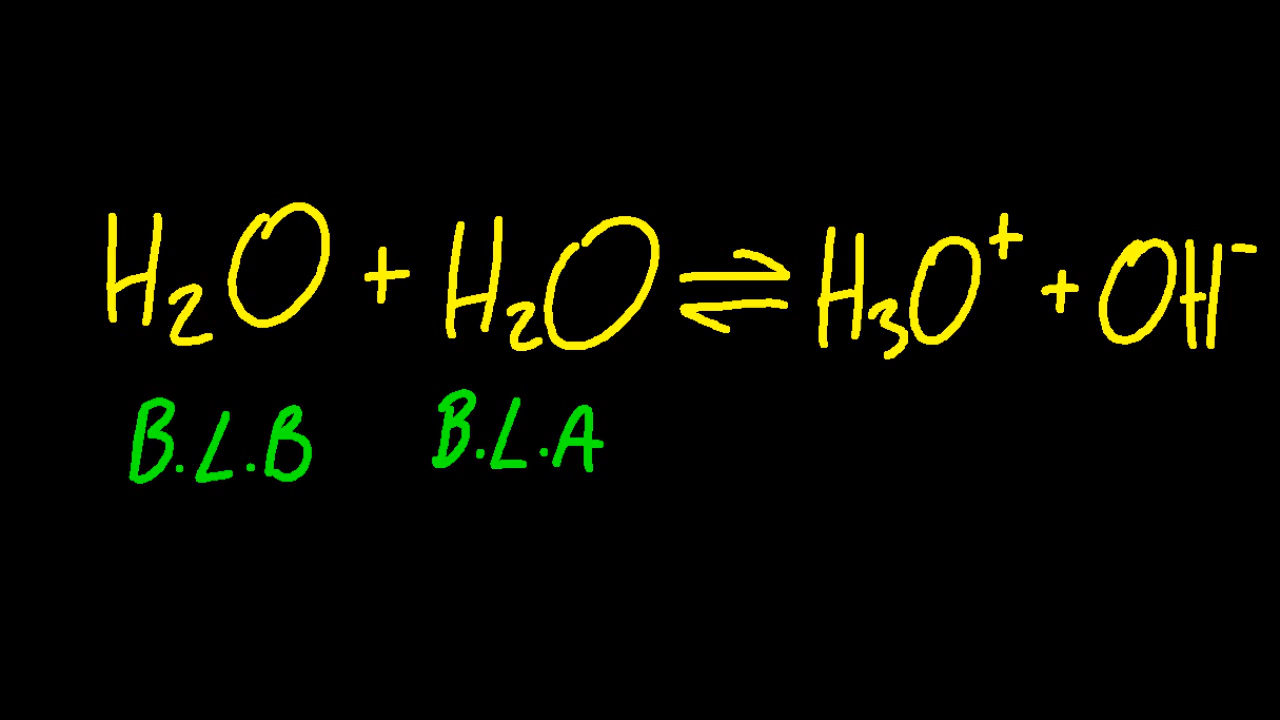 H₂O + H₂O ⇌ H₃O⁺ + OH⁻
B.L.B B.L.A